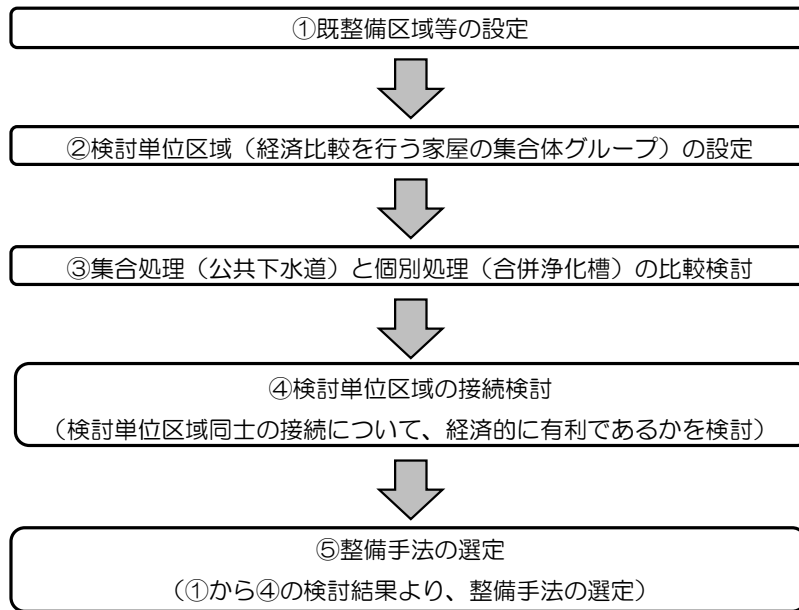 ①既整備区域等の設定
②検討単位区域（経済比較を行う家屋の集合体グループ）の設定
③集合処理（公共下水道）と個別処理（合併浄化槽）の比較検討
④検討単位区域の接続検討
（検討単位区域同士の接続について、経済的に有利であるかを検討）
⑤整備手法の選定
（①から④の検討結果より、整備手法の選定）